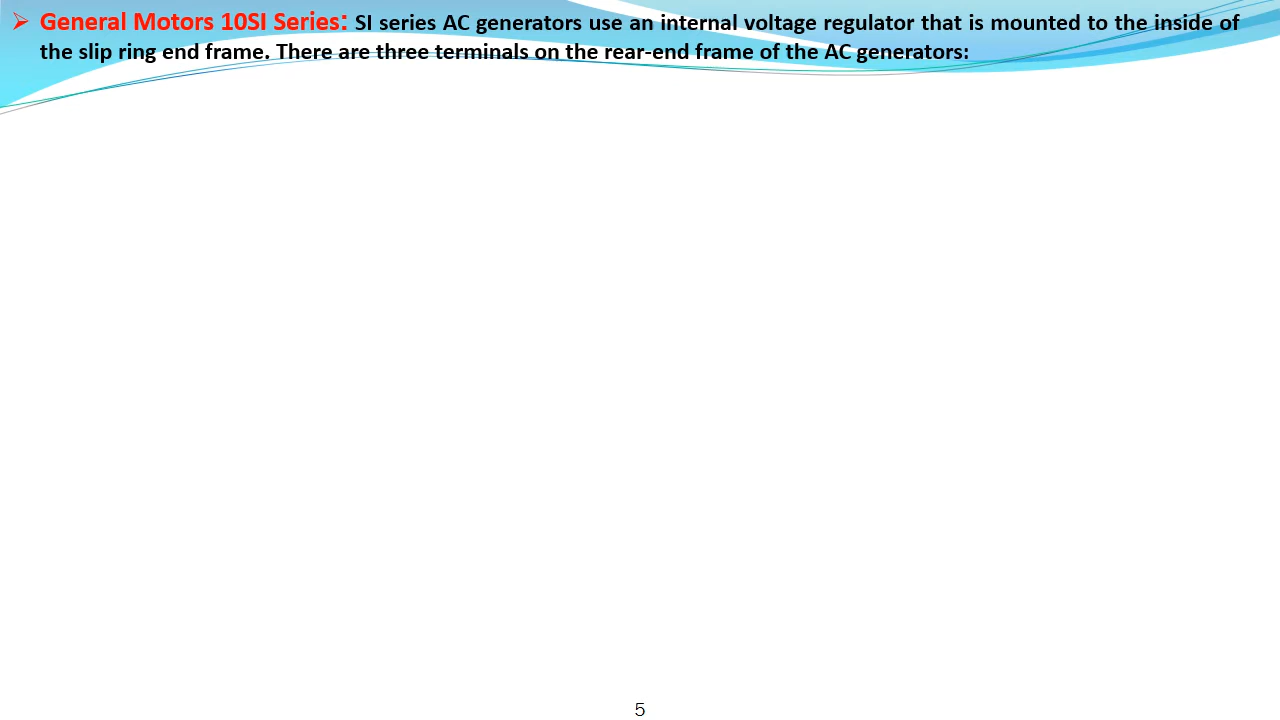 ➢ General Motors 10SI Series: SI series AC generators use an internal voltage regulator that is mounted to the inside of
the slip ring end frame. There are three terminals on the rear-end frame of the AC generators:
5